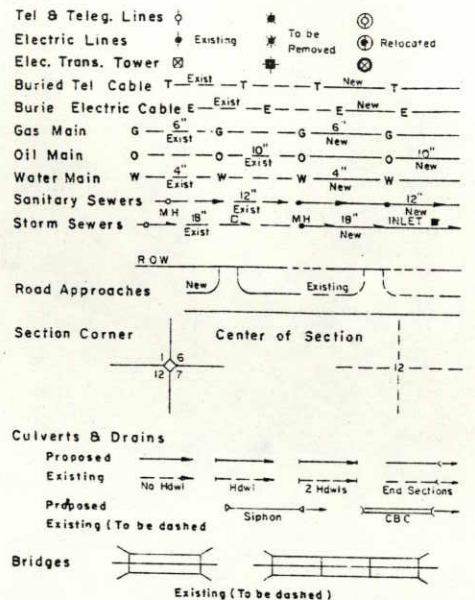 Tel & Teleg. Lines
Electric Lines Existing To be Removed Relocated
Elec. Trans. Tower
Buried Tel Cable T Exist T T New T
Burie Electric Cable E Exist E E New E
Gas Main G 6" Exist G G 6" New G
Oil Main O O 10" Exist O O 10" New
Water Main W 4" Exist W W 4" New W
Sanitary Sewers MH 12" Exist 12" New
Storm Sewers 18" Exist MH 18" New INLET
ROW
Road Approaches New Existing
Section Corner Center of Section
1 6
12 7 12
Culverts & Drains
Proposed
Existing
No Hdwl Hdwl 2 Hdwls End Sections
Proposed Siphon CBC
Existing (To be dashed
Bridges
Existing (To be dashed)